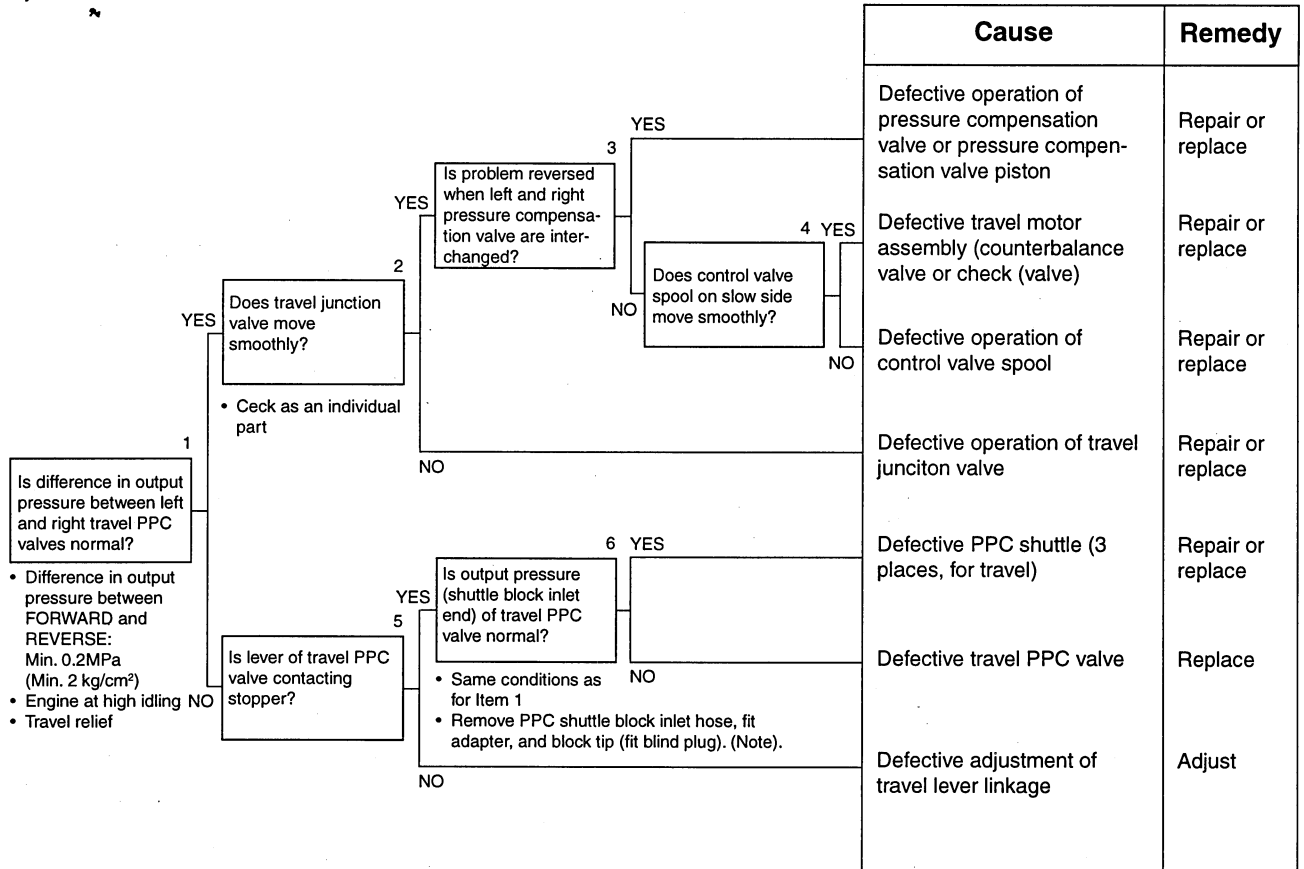 Cause
Remedy
Defective operation of
pressure compensation
valve or pressure compen-
sation valve piston
Repair or
replace
YES
3
Is problem reversed
when left and right
pressure compensa-
tion valve are inter-
changed?
YES
4 YES
Defective travel motor
assembly (counterbalance
valve or check (valve)
Repair or
replace
2
Does travel junction
valve move
smoothly?
YES
Does control valve
spool on slow side
move smoothly?
NO
NO
Defective operation of
control valve spool
Repair or
replace
• Ceck as an individual
part
1
NO
Defective operation of travel
junciton valve
Repair or
replace
Is difference in output
pressure between left
and right travel PPC
valves normal?
• Difference in output
pressure between
FORWARD and
REVERSE:
Min. 0.2MPa
(Min. 2 kg/cm²)
• Engine at high idling
• Travel relief
NO
5
Is lever of travel PPC
valve contacting
stopper?
YES
6 YES
Is output pressure
(shuttle block inlet
end) of travel PPC
valve normal?
Defective PPC shuttle (3
places, for travel)
Repair or
replace
NO
Defective travel PPC valve
Replace
• Same conditions as
for Item 1
• Remove PPC shuttle block inlet hose, fit
adapter, and block tip (fit blind plug). (Note).
NO
Defective adjustment of
travel lever linkage
Adjust